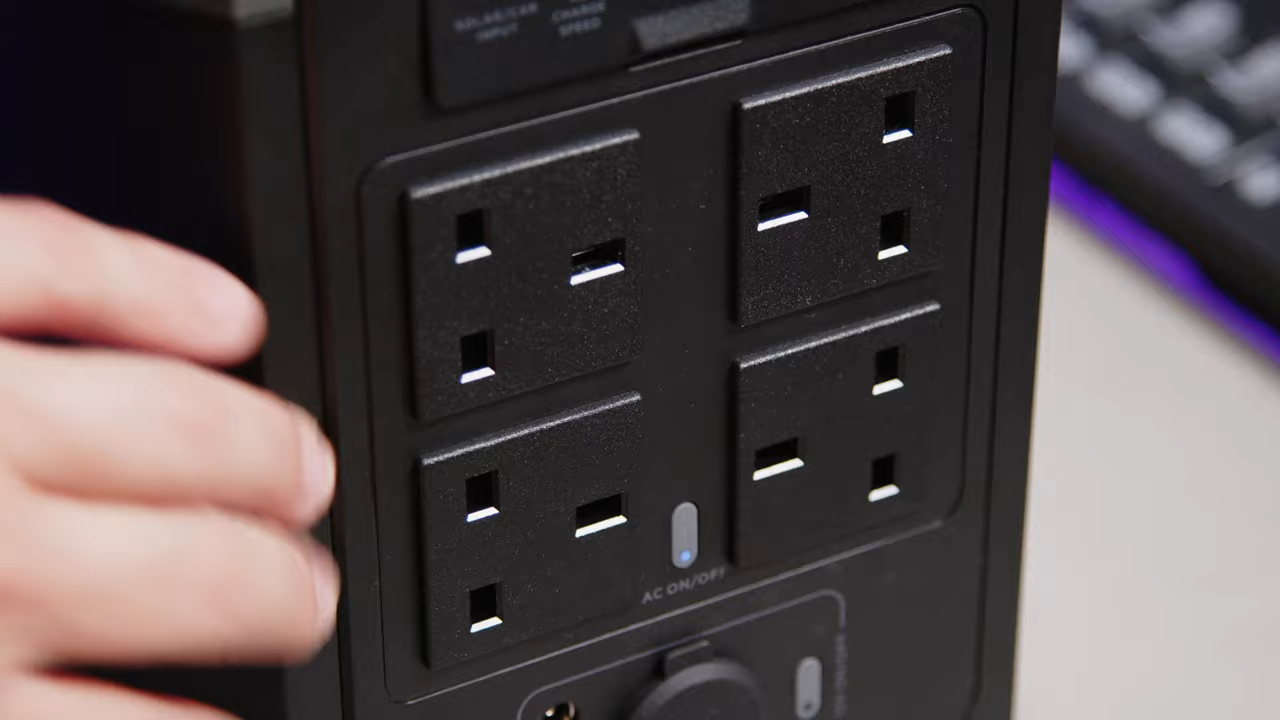 SOLAR/CAR
INPUT
CHARGE
SPEED
AC ON/OFF